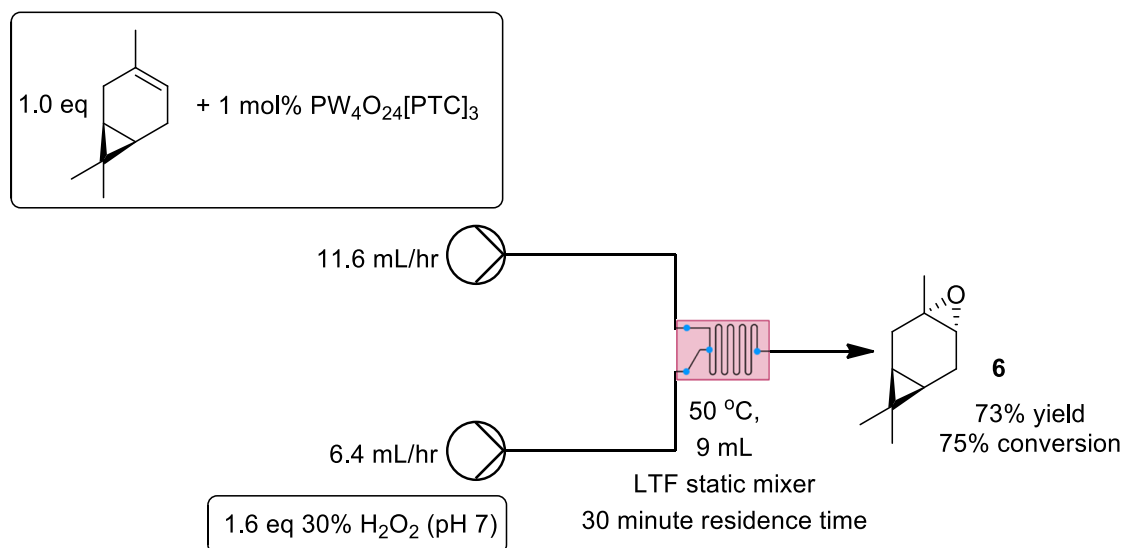 1.0 eq + 1 mol% PW₄O₂₄[PTC]₃
11.6 mL/hr
O
6
73% yield
75% conversion
50 °C,
9 mL
LTF static mixer
30 minute residence time
6.4 mL/hr
1.6 eq 30% H₂O₂ (pH 7)